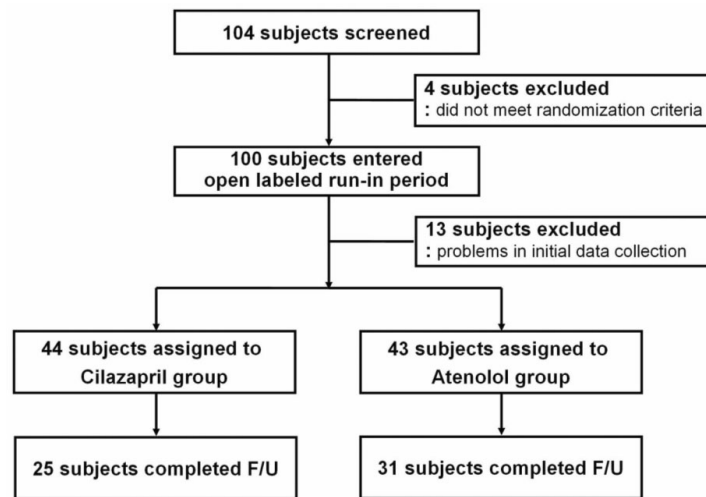 104 subjects screened
4 subjects excluded
: did not meet randomization criteria
100 subjects entered
open labeled run-in period
13 subjects excluded
: problems in initial data collection
44 subjects assigned to
Cilazapril group
43 subjects assigned to
Atenolol group
25 subjects completed F/U
31 subjects completed F/U